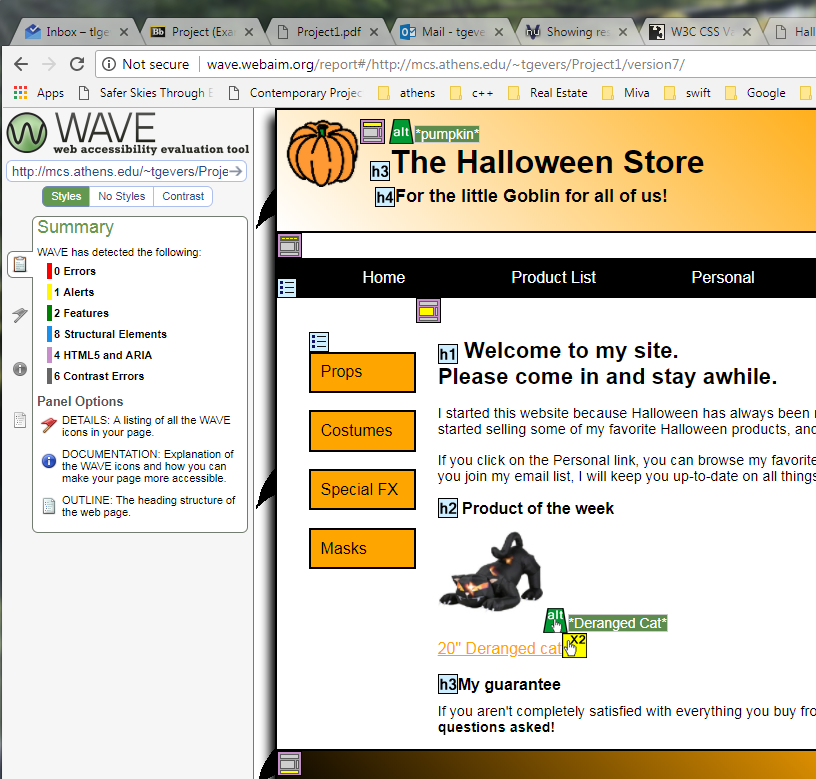 Inbox – tlge
Project (Exa
Project1.pdf
Mail - tgeve
Showing res
W3C CSS Va
Hall
Not secure | wave.webaim.org/report#/http://mcs.athens.edu/~tgevers/Project1/version7/
Apps
Safer Skies Through E
Contemporary Projec
athens
c++
Real Estate
Miva
swift
Google
WAVE
web accessibility evaluation tool
http://mcs.athens.edu/~tgevers/Proje
Styles
No Styles
Contrast
Summary
WAVE has detected the following:
0 Errors
1 Alerts
2 Features
8 Structural Elements
4 HTML5 and ARIA
6 Contrast Errors
Panel Options
DETAILS: A listing of all the WAVE
icons in your page.
DOCUMENTATION: Explanation of
the WAVE icons and how you can
make your page more accessible.
OUTLINE: The heading structure of
the web page.
alt *pumpkin*
h3 The Halloween Store
h4 For the little Goblin for all of us!
Home
Product List
Personal
Props
Costumes
Special FX
Masks
h1 Welcome to my site.
Please come in and stay awhile.
I started this website because Halloween has always been
started selling some of my favorite Halloween products, and
If you click on the Personal link, you can browse my favorite
you join my email list, I will keep you up-to-date on all things
h2 Product of the week
alt *Deranged Cat*
20" Deranged cat X2
h3 My guarantee
If you aren't completely satisfied with everything you buy fro
questions asked!